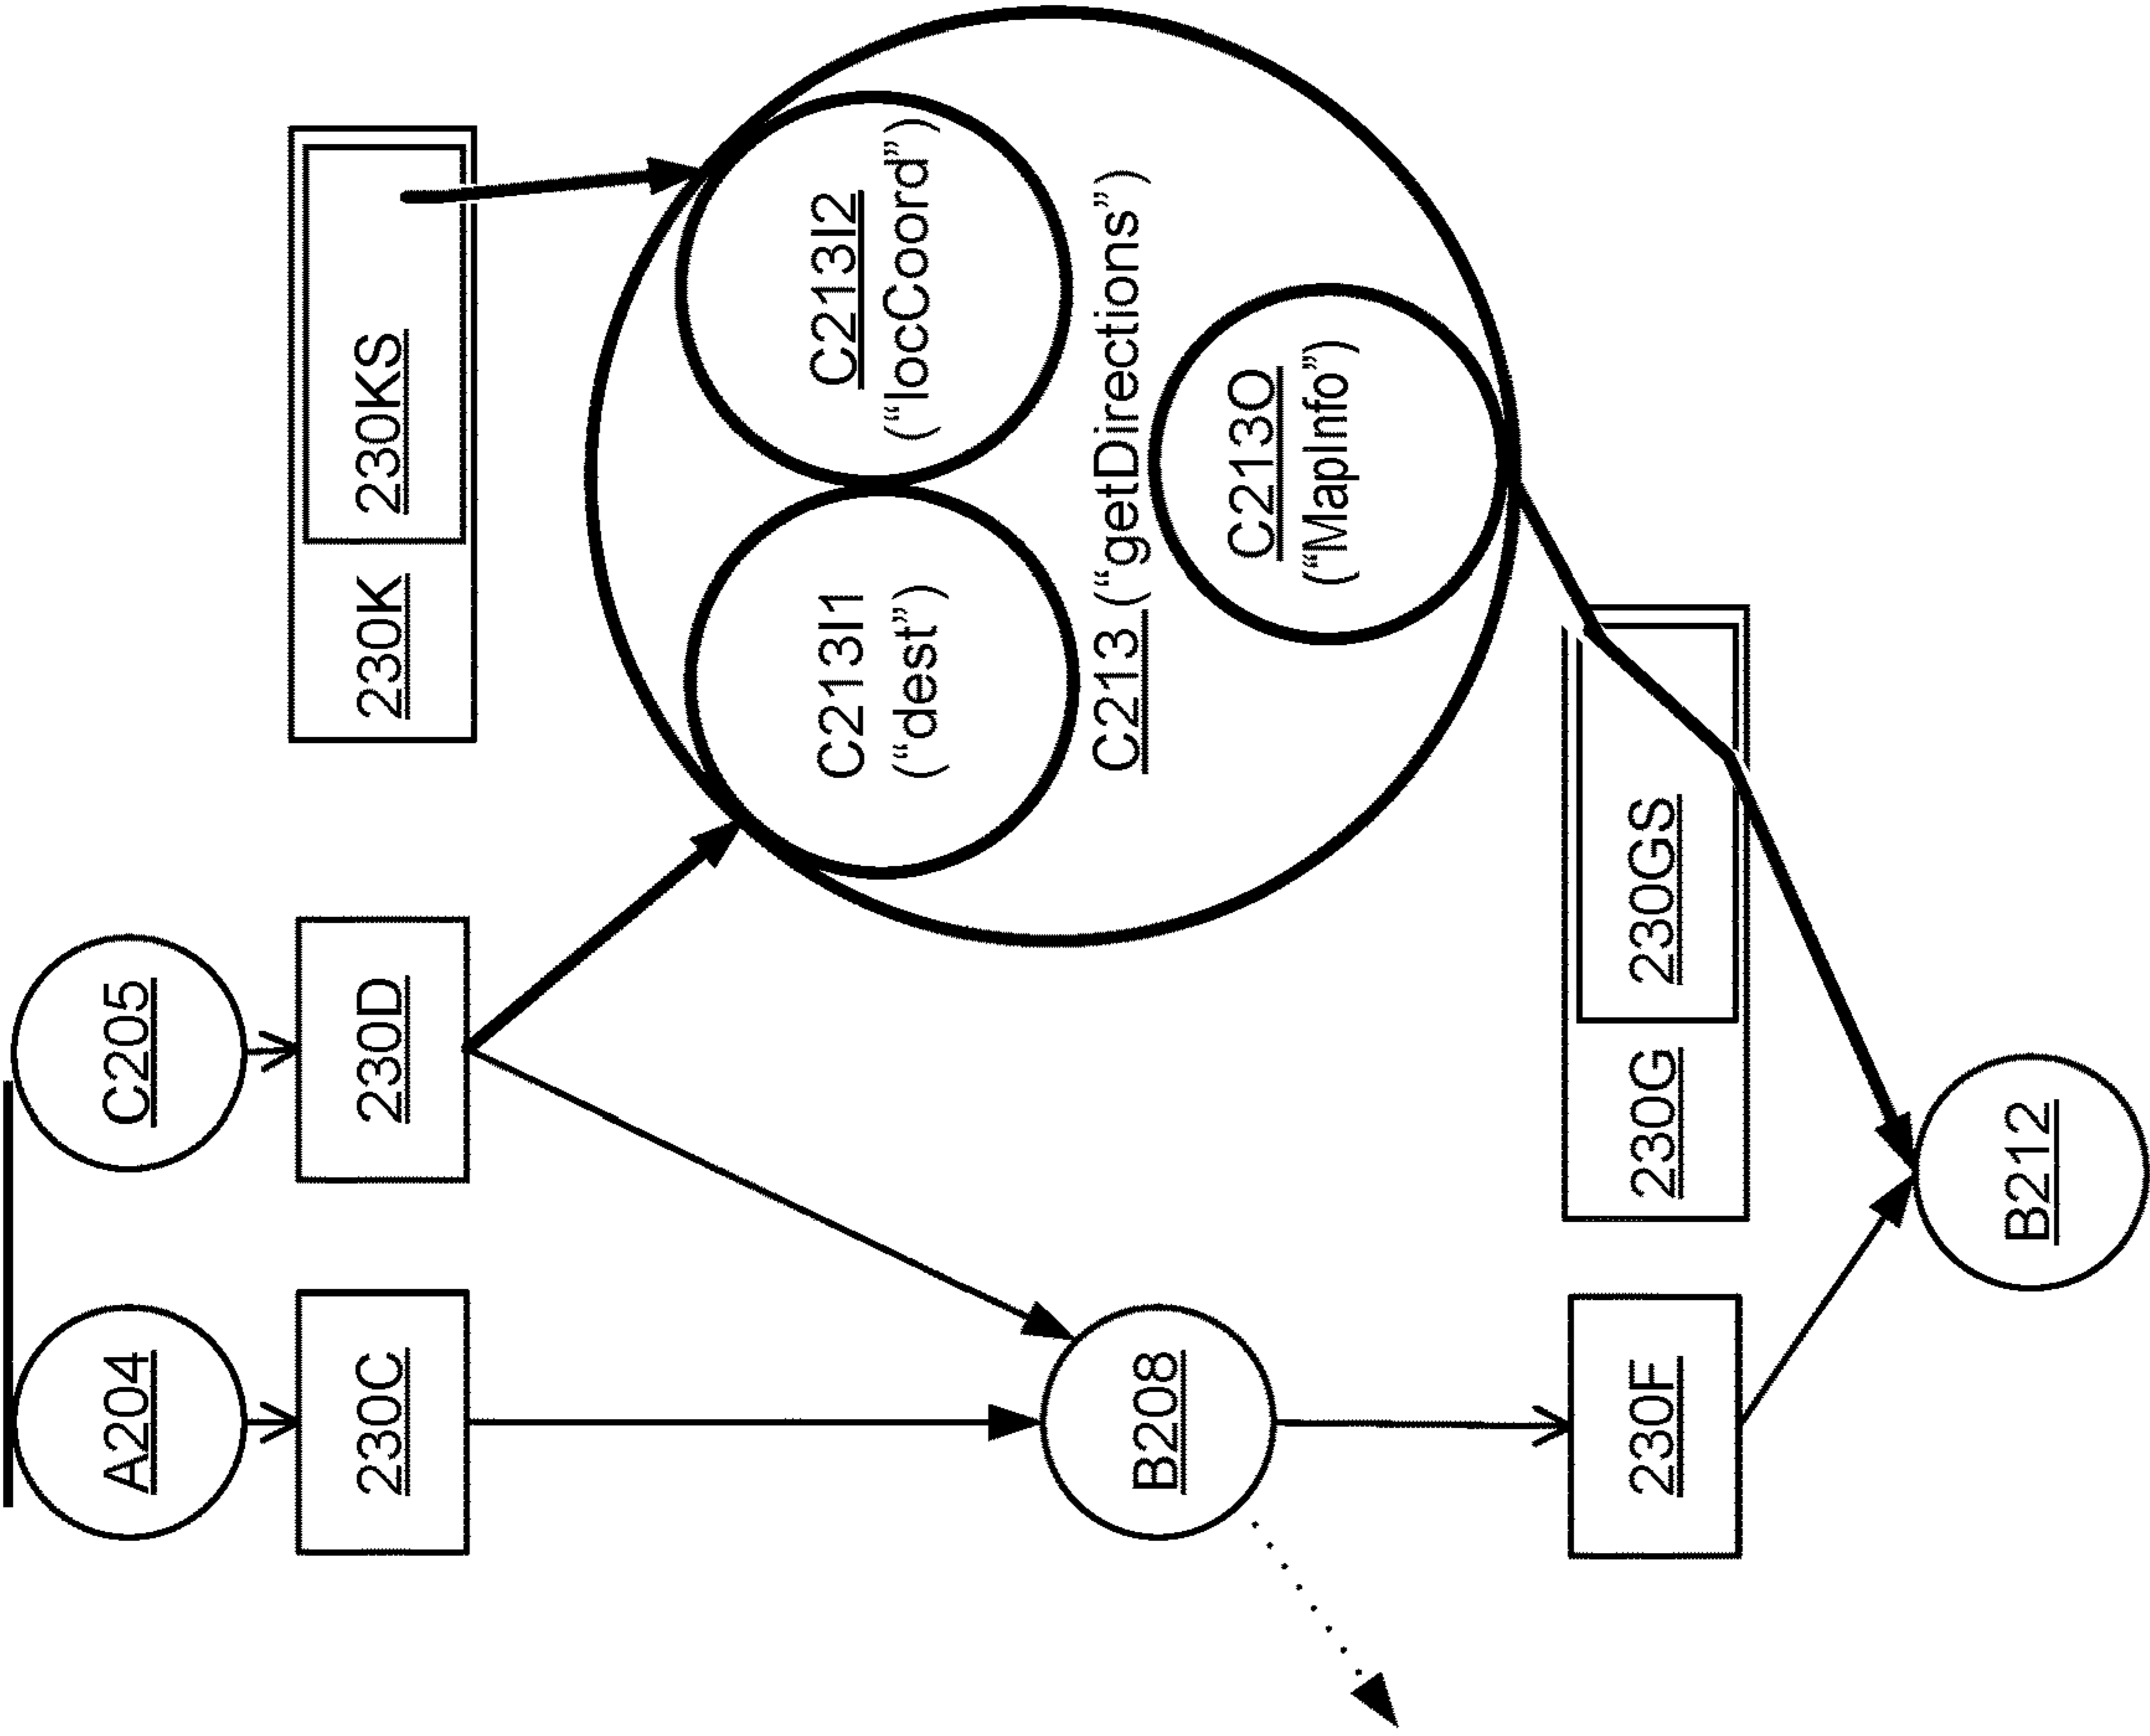 A204
C205
230C
230D
230K
230KS
C213I1
("dest")
C213I2
("locCoord")
C213 ("getDirections")
C213O
("MapInfo")
B208
230F
230G
230GS
B212